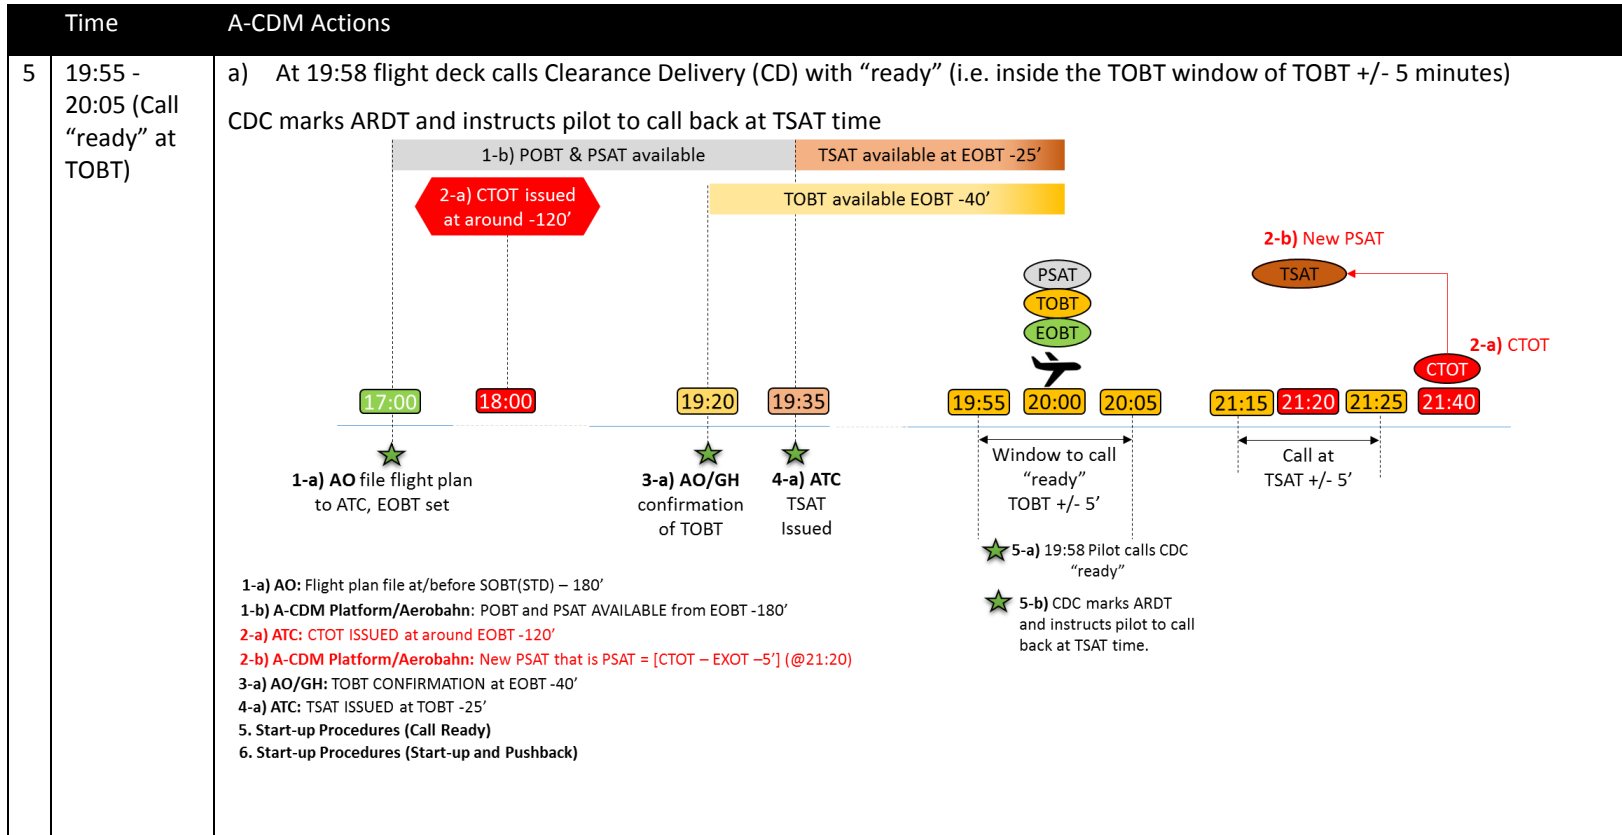 Time
A-CDM Actions
5
19:55 -
20:05 (Call
“ready” at
TOBT)
a) At 19:58 flight deck calls Clearance Delivery (CD) with “ready” (i.e. inside the TOBT window of TOBT +/- 5 minutes)
CDC marks ARDT and instructs pilot to call back at TSAT time
1-b) POBT & PSAT available
TSAT available at EOBT -25’
2-a) CTOT issued
at around -120’
TOBT available EOBT -40’
2-b) New PSAT
PSAT
TSAT
TOBT
EOBT
2-a) CTOT
CTOT
17:00
18:00
19:20
19:35
19:55
20:00
20:05
21:15
21:20
21:25
21:40
1-a) AO file flight plan
to ATC, EOBT set
3-a) AO/GH
confirmation
of TOBT
4-a) ATC
TSAT
Issued
Window to call
“ready”
TOBT +/- 5’
Call at
TSAT +/- 5’
5-a) 19:58 Pilot calls CDC
“ready”
5-b) CDC marks ARDT
and instructs pilot to call
back at TSAT time.
1-a) AO: Flight plan file at/before SOBT(STD) – 180’
1-b) A-CDM Platform/Aerobahn: POBT and PSAT AVAILABLE from EOBT -180’
2-a) ATC: CTOT ISSUED at around EOBT -120’
2-b) A-CDM Platform/Aerobahn: New PSAT that is PSAT = [CTOT – EXOT –5’] (@21:20)
3-a) AO/GH: TOBT CONFIRMATION at EOBT -40’
4-a) ATC: TSAT ISSUED at TOBT -25’
5. Start-up Procedures (Call Ready)
6. Start-up Procedures (Start-up and Pushback)